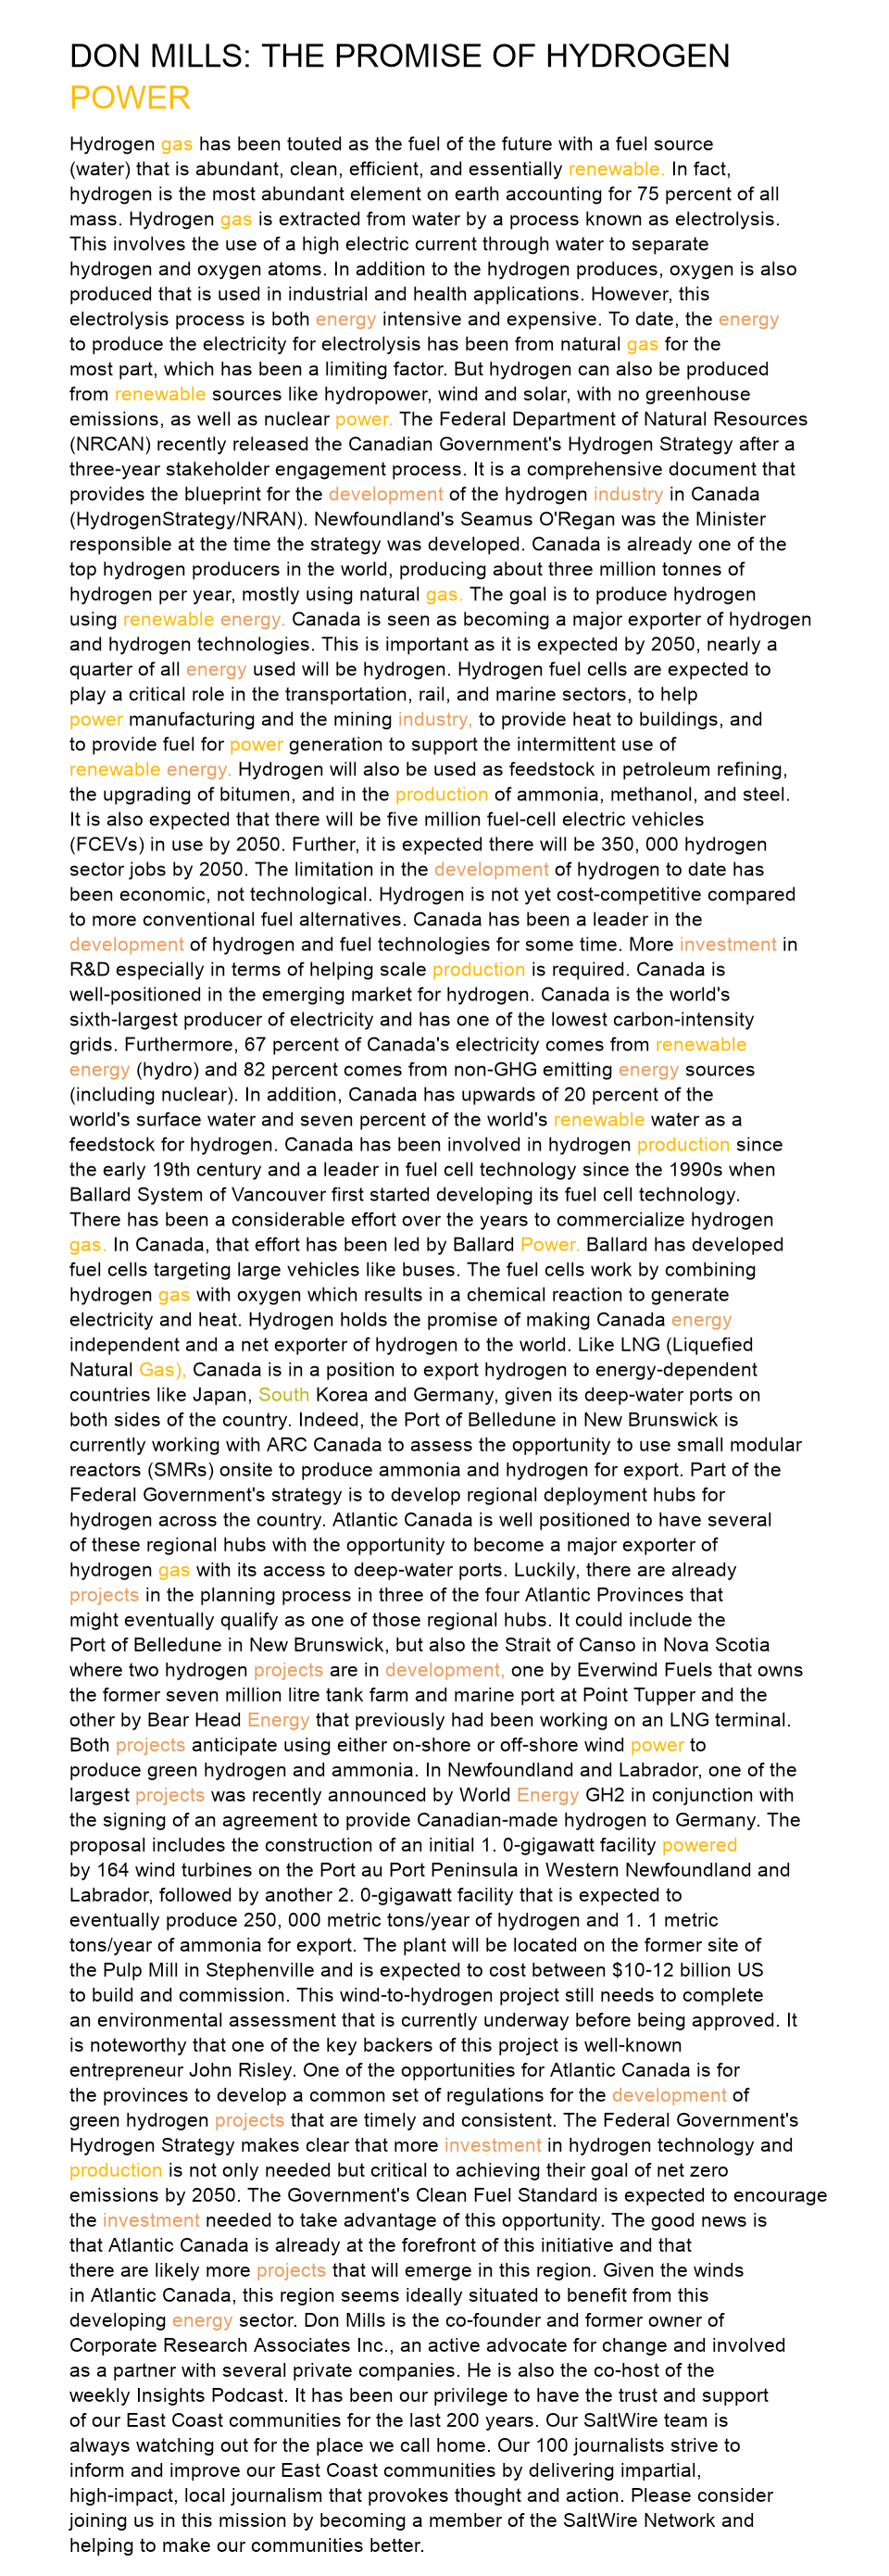 DON MILLS: THE PROMISE OF HYDROGEN
POWER
Hydrogen gas has been touted as the fuel of the future with a fuel source
(water) that is abundant, clean, efficient, and essentially renewable. In fact,
hydrogen is the most abundant element on earth accounting for 75 percent of all
mass. Hydrogen gas is extracted from water by a process known as electrolysis.
This involves the use of a high electric current through water to separate
hydrogen and oxygen atoms. In addition to the hydrogen produces, oxygen is also
produced that is used in industrial and health applications. However, this
electrolysis process is both energy intensive and expensive. To date, the energy
to produce the electricity for electrolysis has been from natural gas for the
most part, which has been a limiting factor. But hydrogen can also be produced
from renewable sources like hydropower, wind and solar, with no greenhouse
emissions, as well as nuclear power. The Federal Department of Natural Resources
(NRCAN) recently released the Canadian Government's Hydrogen Strategy after a
three-year stakeholder engagement process. It is a comprehensive document that
provides the blueprint for the development of the hydrogen industry in Canada
(HydrogenStrategy/NRAN). Newfoundland's Seamus O'Regan was the Minister
responsible at the time the strategy was developed. Canada is already one of the
top hydrogen producers in the world, producing about three million tonnes of
hydrogen per year, mostly using natural gas. The goal is to produce hydrogen
using renewable energy. Canada is seen as becoming a major exporter of hydrogen
and hydrogen technologies. This is important as it is expected by 2050, nearly a
quarter of all energy used will be hydrogen. Hydrogen fuel cells are expected to
play a critical role in the transportation, rail, and marine sectors, to help
power manufacturing and the mining industry, to provide heat to buildings, and
to provide fuel for power generation to support the intermittent use of
renewable energy. Hydrogen will also be used as feedstock in petroleum refining,
the upgrading of bitumen, and in the production of ammonia, methanol, and steel.
It is also expected that there will be five million fuel-cell electric vehicles
(FCEVs) in use by 2050. Further, it is expected there will be 350, 000 hydrogen
sector jobs by 2050. The limitation in the development of hydrogen to date has
been economic, not technological. Hydrogen is not yet cost-competitive compared
to more conventional fuel alternatives. Canada has been a leader in the
development of hydrogen and fuel technologies for some time. More investment in
R&D especially in terms of helping scale production is required. Canada is
well-positioned in the emerging market for hydrogen. Canada is the world's
sixth-largest producer of electricity and has one of the lowest carbon-intensity
grids. Furthermore, 67 percent of Canada's electricity comes from renewable
energy (hydro) and 82 percent comes from non-GHG emitting energy sources
(including nuclear). In addition, Canada has upwards of 20 percent of the
world's surface water and seven percent of the world's renewable water as a
feedstock for hydrogen. Canada has been involved in hydrogen production since
the early 19th century and a leader in fuel cell technology since the 1990s when
Ballard System of Vancouver first started developing its fuel cell technology.
There has been a considerable effort over the years to commercialize hydrogen
gas. In Canada, that effort has been led by Ballard Power. Ballard has developed
fuel cells targeting large vehicles like buses. The fuel cells work by combining
hydrogen gas with oxygen which results in a chemical reaction to generate
electricity and heat. Hydrogen holds the promise of making Canada energy
independent and a net exporter of hydrogen to the world. Like LNG (Liquefied
Natural Gas), Canada is in a position to export hydrogen to energy-dependent
countries like Japan, South Korea and Germany, given its deep-water ports on
both sides of the country. Indeed, the Port of Belledune in New Brunswick is
currently working with ARC Canada to assess the opportunity to use small modular
reactors (SMRs) onsite to produce ammonia and hydrogen for export. Part of the
Federal Government's strategy is to develop regional deployment hubs for
hydrogen across the country. Atlantic Canada is well positioned to have several
of these regional hubs with the opportunity to become a major exporter of
hydrogen gas with its access to deep-water ports. Luckily, there are already
projects in the planning process in three of the four Atlantic Provinces that
might eventually qualify as one of those regional hubs. It could include the
Port of Belledune in New Brunswick, but also the Strait of Canso in Nova Scotia
where two hydrogen projects are in development, one by Everwind Fuels that owns
the former seven million litre tank farm and marine port at Point Tupper and the
other by Bear Head Energy that previously had been working on an LNG terminal.
Both projects anticipate using either on-shore or off-shore wind power to
produce green hydrogen and ammonia. In Newfoundland and Labrador, one of the
largest projects was recently announced by World Energy GH2 in conjunction with
the signing of an agreement to provide Canadian-made hydrogen to Germany. The
proposal includes the construction of an initial 1. 0-gigawatt facility powered
by 164 wind turbines on the Port au Port Peninsula in Western Newfoundland and
Labrador, followed by another 2. 0-gigawatt facility that is expected to
eventually produce 250, 000 metric tons/year of hydrogen and 1. 1 metric
tons/year of ammonia for export. The plant will be located on the former site of
the Pulp Mill in Stephenville and is expected to cost between $10-12 billion US
to build and commission. This wind-to-hydrogen project still needs to complete
an environmental assessment that is currently underway before being approved. It
is noteworthy that one of the key backers of this project is well-known
entrepreneur John Risley. One of the opportunities for Atlantic Canada is for
the provinces to develop a common set of regulations for the development of
green hydrogen projects that are timely and consistent. The Federal Government's
Hydrogen Strategy makes clear that more investment in hydrogen technology and
production is not only needed but critical to achieving their goal of net zero
emissions by 2050. The Government's Clean Fuel Standard is expected to encourage
the investment needed to take advantage of this opportunity. The good news is
that Atlantic Canada is already at the forefront of this initiative and that
there are likely more projects that will emerge in this region. Given the winds
in Atlantic Canada, this region seems ideally situated to benefit from this
developing energy sector. Don Mills is the co-founder and former owner of
Corporate Research Associates Inc., an active advocate for change and involved
as a partner with several private companies. He is also the co-host of the
weekly Insights Podcast. It has been our privilege to have the trust and support
of our East Coast communities for the last 200 years. Our SaltWire team is
always watching out for the place we call home. Our 100 journalists strive to
inform and improve our East Coast communities by delivering impartial,
high-impact, local journalism that provokes thought and action. Please consider
joining us in this mission by becoming a member of the SaltWire Network and
helping to make our communities better.